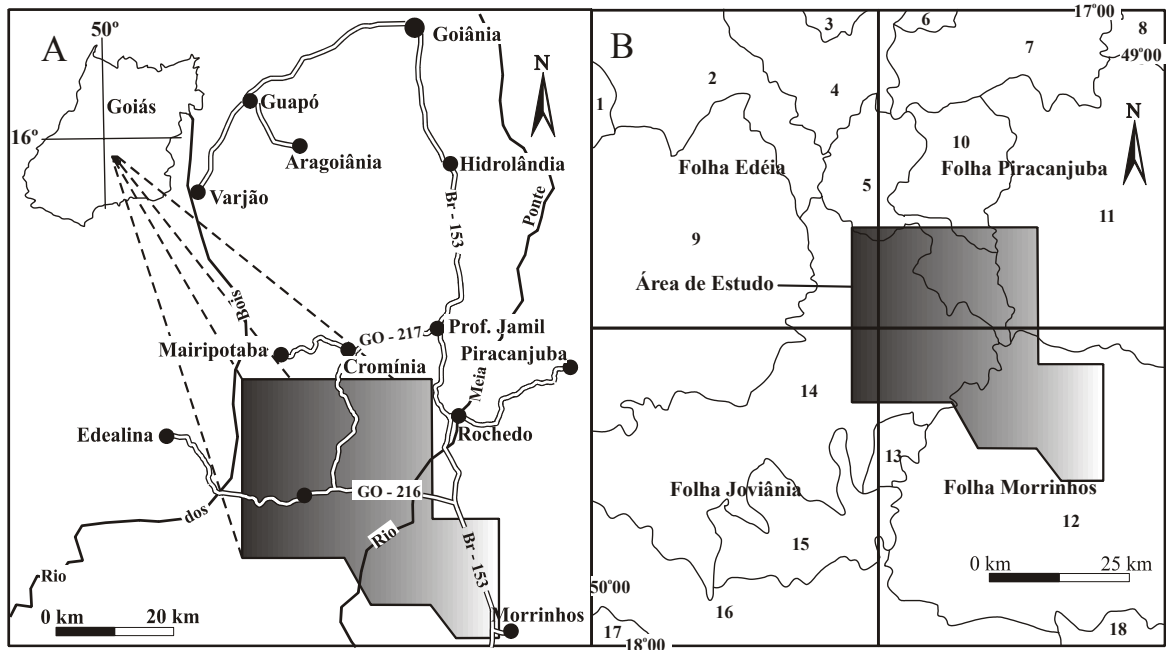 A
50º
Goiás
16º
Goiânia
N
Guapó
Aragoiânia
Hidrolândia
Varjão
Br - 153
Ponte
Bois
GO - 217
Prof. Jamil
Mairipotaba
Cromínia
Piracanjuba
Meia
Edealina
Rochedo
GO - 216
dos
Rio
Br - 153
Rio
0 km 20 km
Morrinhos
B
3
6
17º00
8
7
49º00
2
4
1
N
10
Folha Edéia
Folha Piracanjuba
5
11
9
Área de Estudo
14
13
Folha Joviânia
Folha Morrinhos
12
15
0 km 25 km
50º00
16
17
18º00
18